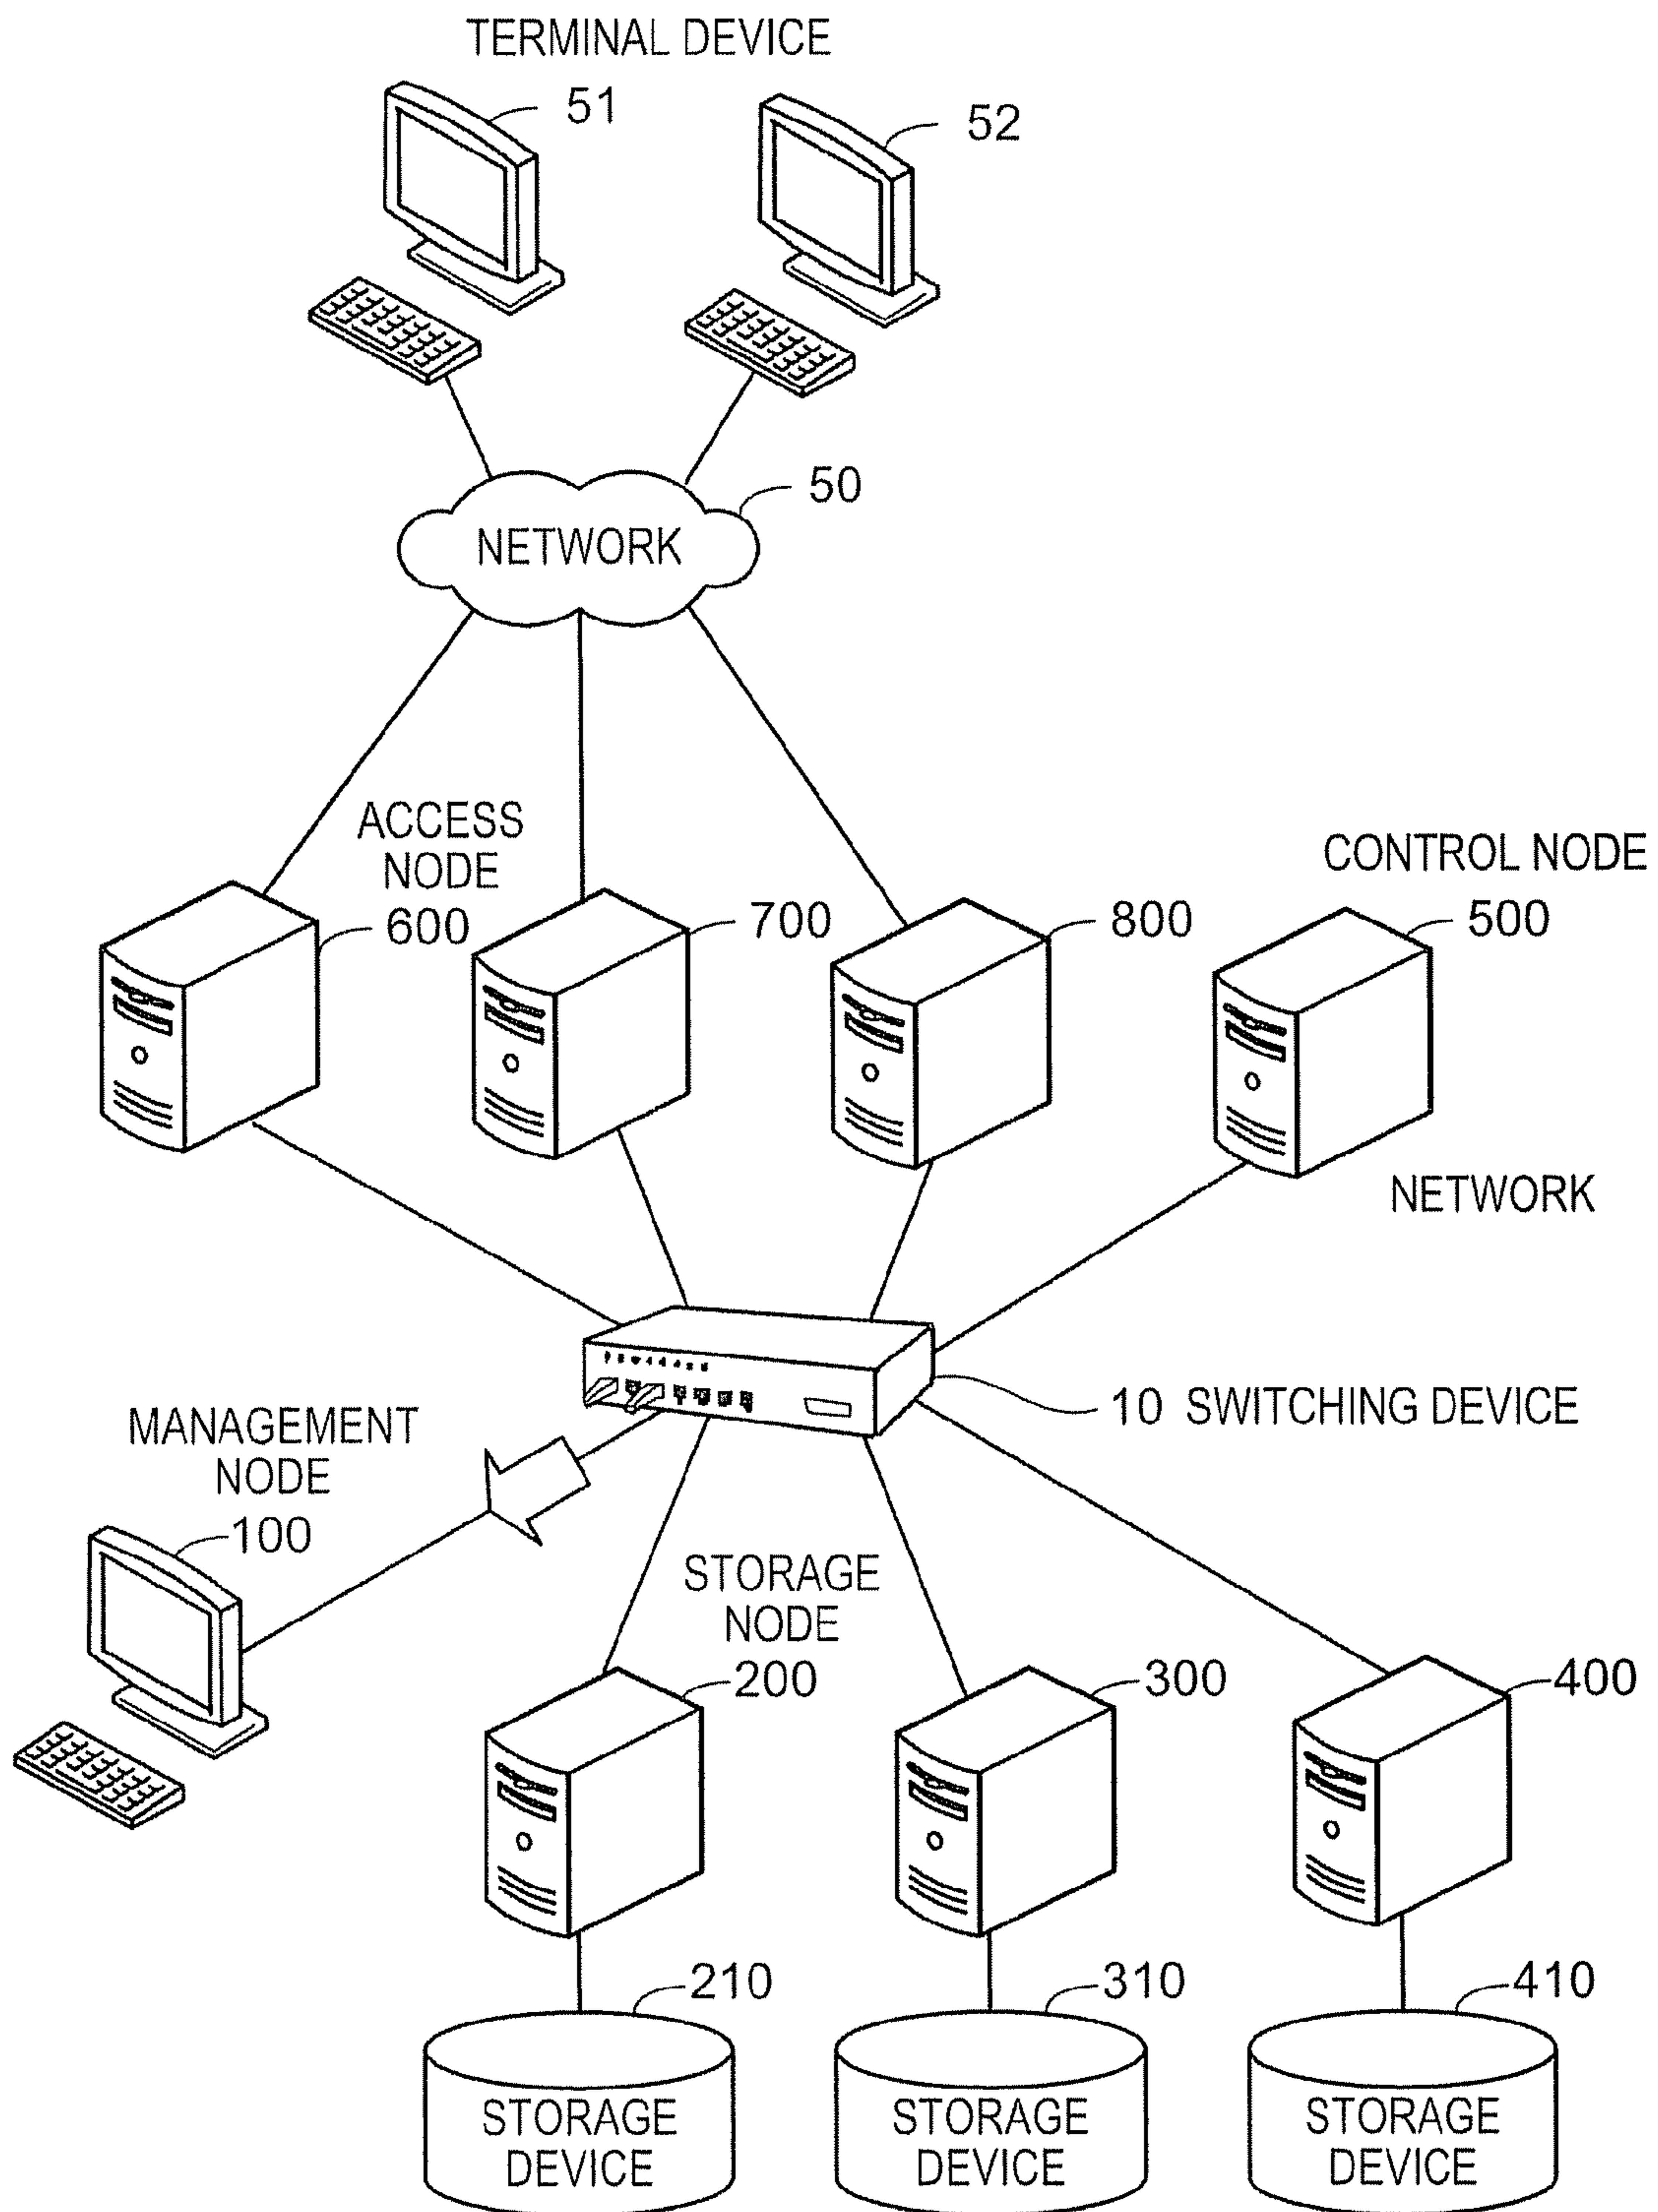 TERMINAL DEVICE
51
52
50
NETWORK
ACCESS
NODE
600
700
800
CONTROL NODE
500
NETWORK
10 SWITCHING DEVICE
MANAGEMENT
NODE
100
STORAGE
NODE
200
300
400
210
310
410
STORAGE
DEVICE
STORAGE
DEVICE
STORAGE
DEVICE